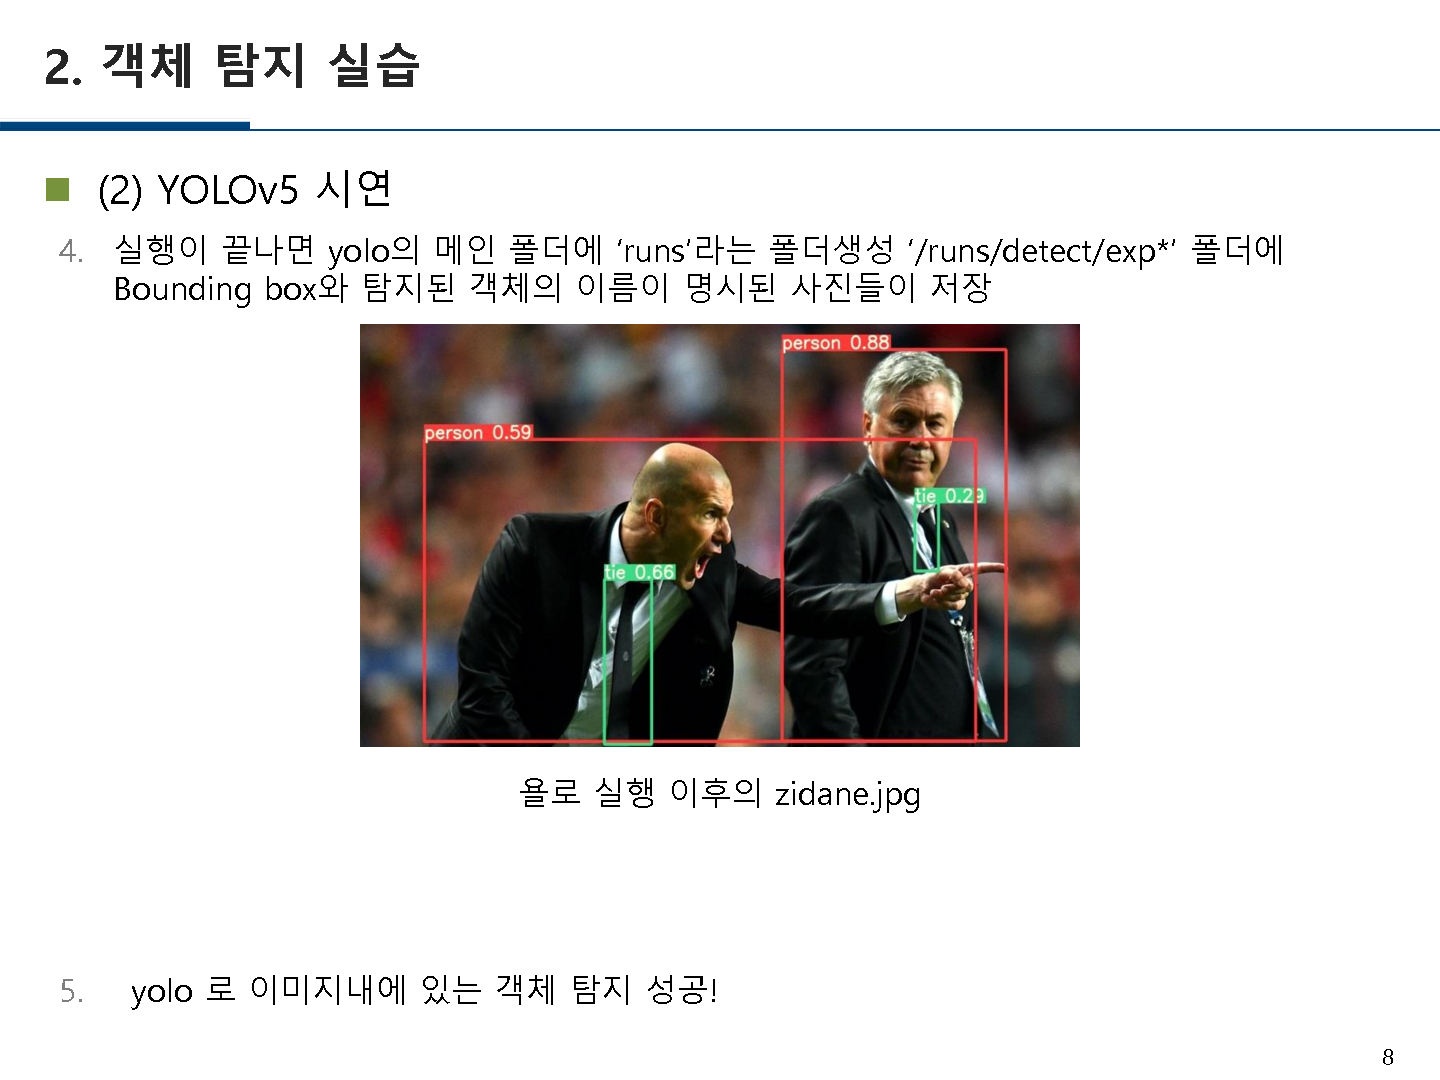 2. 객체 탐지 실습
(2) YOLOv5 시연
4. 실행이 끝나면 yolo의 메인 폴더에 ‘runs’라는 폴더생성 ‘/runs/detect/exp*’ 폴더에
Bounding box와 탐지된 객체의 이름이 명시된 사진들이 저장
person 0.88
person 0.59
tie 0.29
tie 0.66
욜로 실행 이후의 zidane.jpg
5. yolo 로 이미지내에 있는 객체 탐지 성공!
8